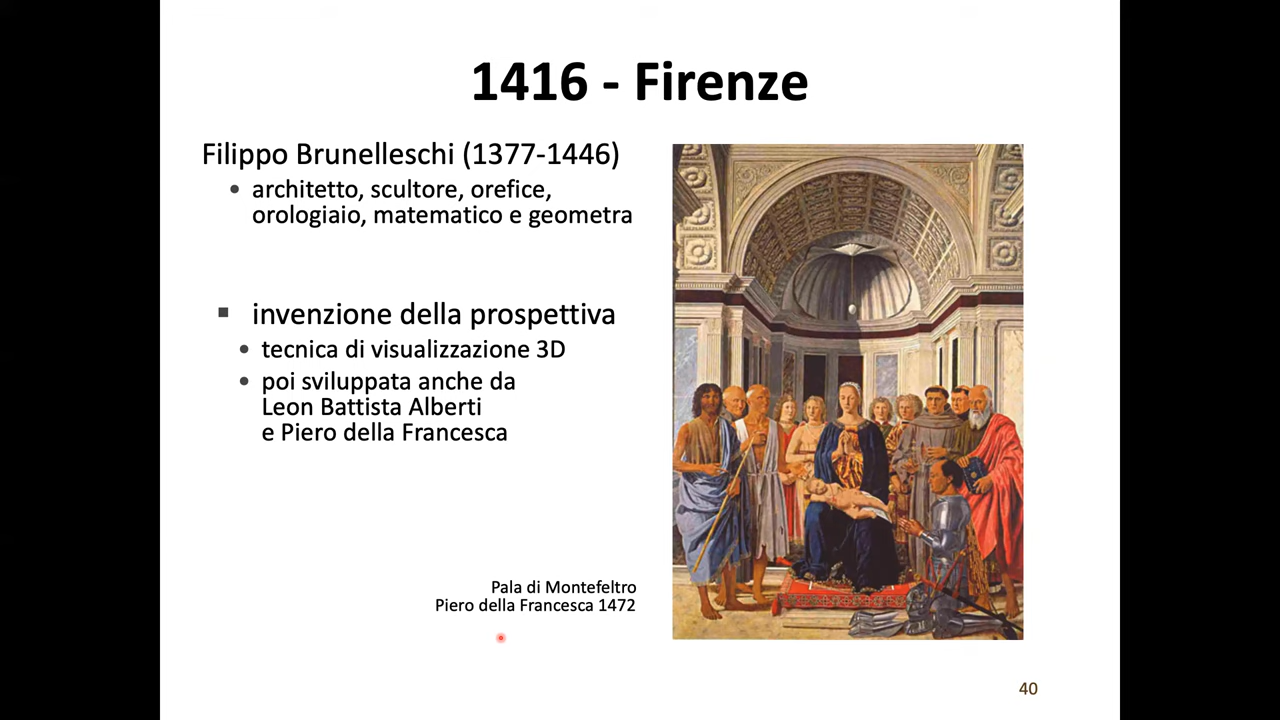 1416 - Firenze
Filippo Brunelleschi (1377-1446)
• architetto, scultore, orefice,
orologiaio, matematico e geometra
▪ invenzione della prospettiva
• tecnica di visualizzazione 3D
• poi sviluppata anche da
Leon Battista Alberti
e Piero della Francesca
Pala di Montefeltro
Piero della Francesca 1472
40